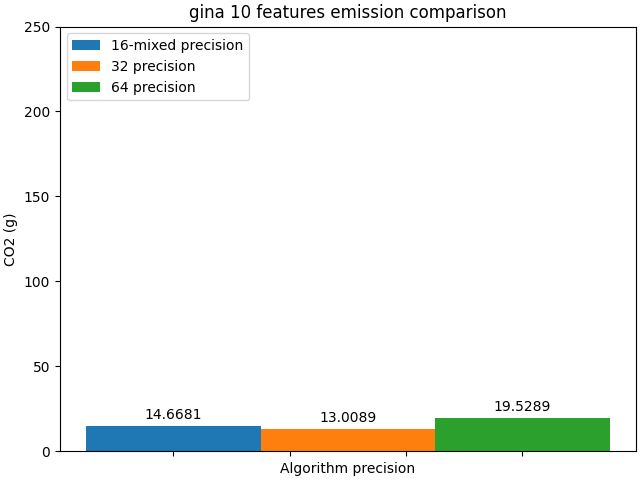 gina 10 features emission comparison
250
200
150
100
50
0
CO2 (g)
16-mixed precision
32 precision
64 precision
14.6681
13.0089
19.5289
Algorithm precision